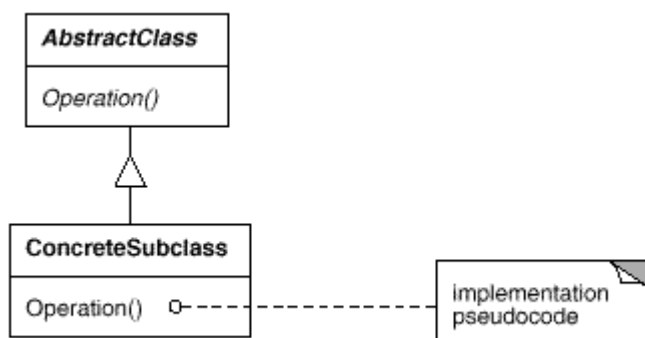 AbstractClass
Operation()
ConcreteSubclass
Operation()
implementation
pseudocode